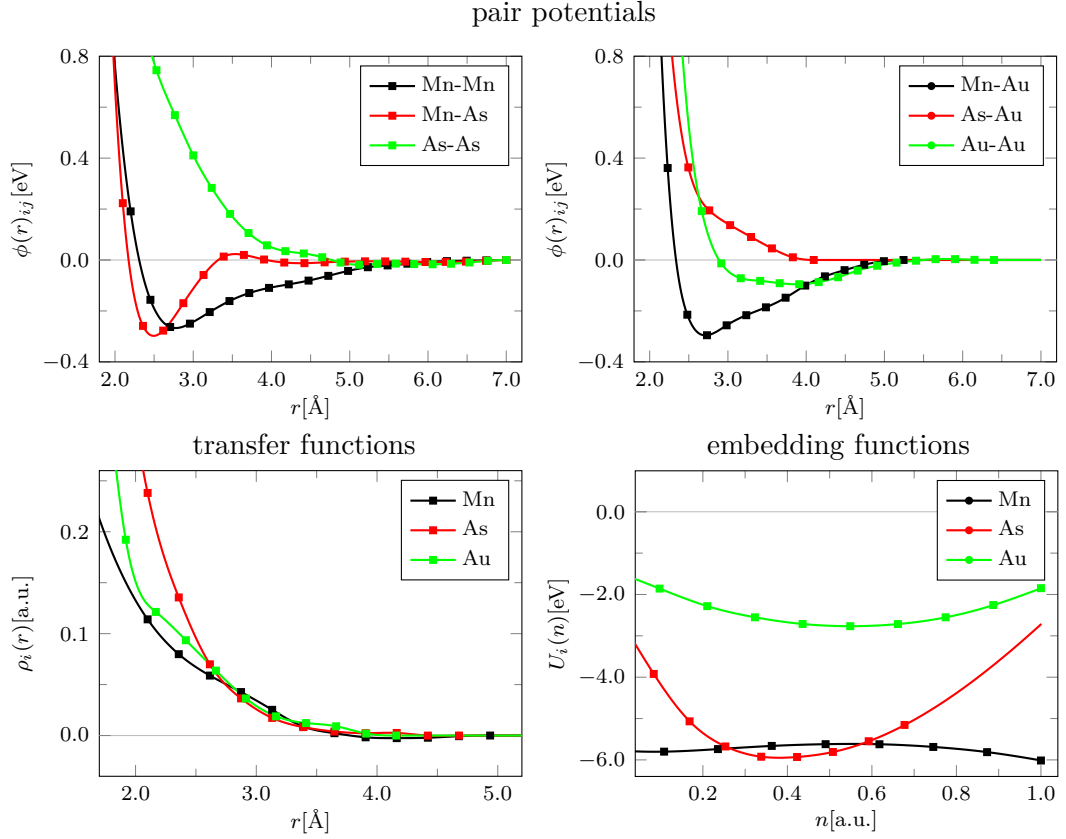 pair potentials
0.8
0.4
0.0
−0.4
ϕ(r)ij[eV]
2.0 3.0 4.0 5.0 6.0 7.0
r[Å]
Mn-Mn
Mn-As
As-As
0.8
0.4
0.0
−0.4
ϕ(r)ij[eV]
2.0 3.0 4.0 5.0 6.0 7.0
r[Å]
Mn-Au
As-Au
Au-Au
transfer functions
0.2
0.1
0.0
ρi(r)[a.u.]
2.0 3.0 4.0 5.0
r[Å]
Mn
As
Au
embedding functions
0.0
−2.0
−4.0
−6.0
Ui(n)[eV]
0.2 0.4 0.6 0.8 1.0
n[a.u.]
Mn
As
Au